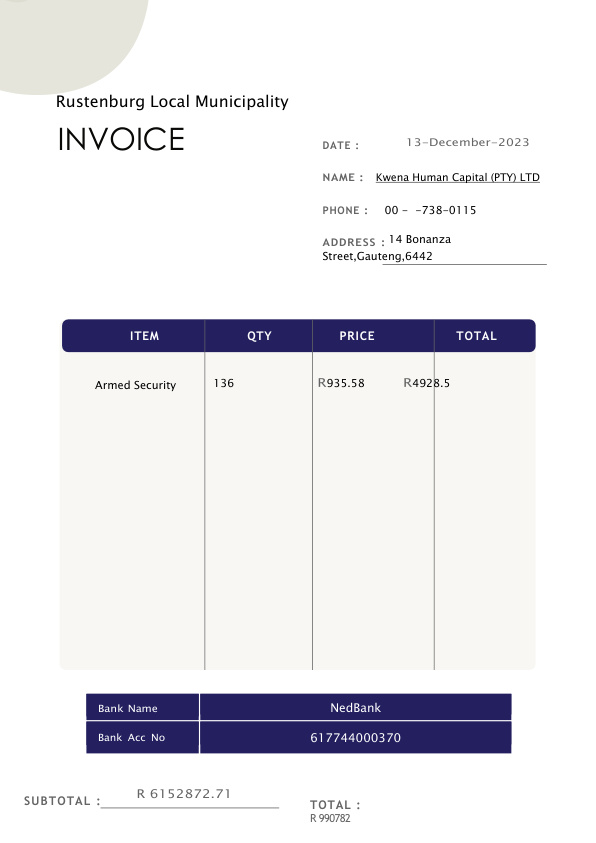 Rustenburg Local Municipality
INVOICE
DATE : 13-December-2023
NAME : Kwena Human Capital (PTY) LTD
PHONE : 00 - -738-0115
ADDRESS : 14 Bonanza
Street,Gauteng,6442
ITEM QTY PRICE TOTAL
Armed Security 136 R935.58 R4928.5
Bank Name NedBank
Bank Acc No 617744000370
SUBTOTAL : R 6152872.71
TOTAL :
R 990782